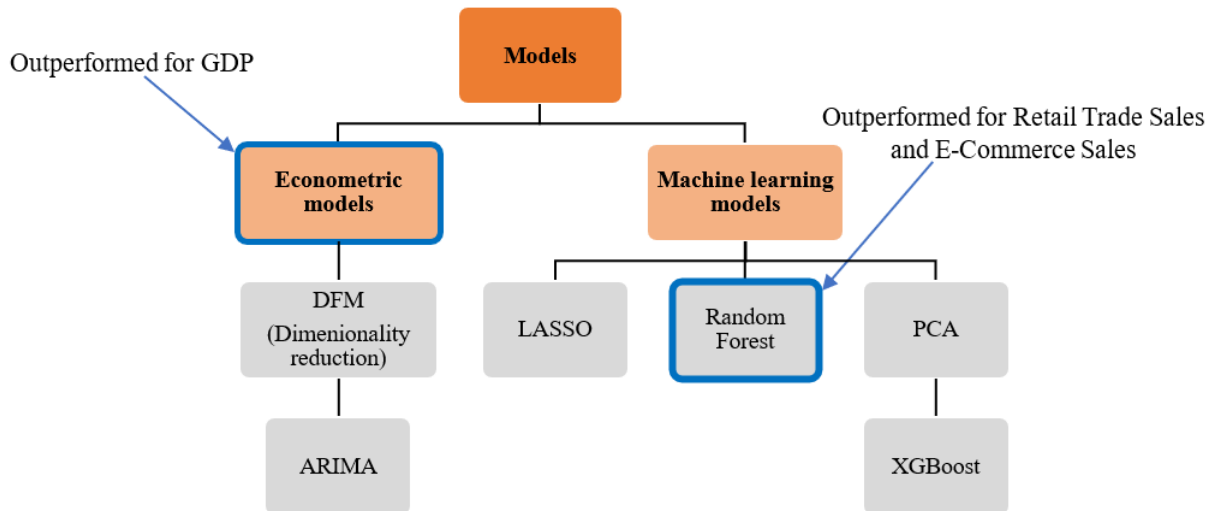 Models
Outperformed for GDP
Outperformed for Retail Trade Sales
and E-Commerce Sales
Econometric
models
Machine learning
models
DFM
(Dimenionality
reduction)
LASSO
Random
Forest
PCA
ARIMA
XGBoost